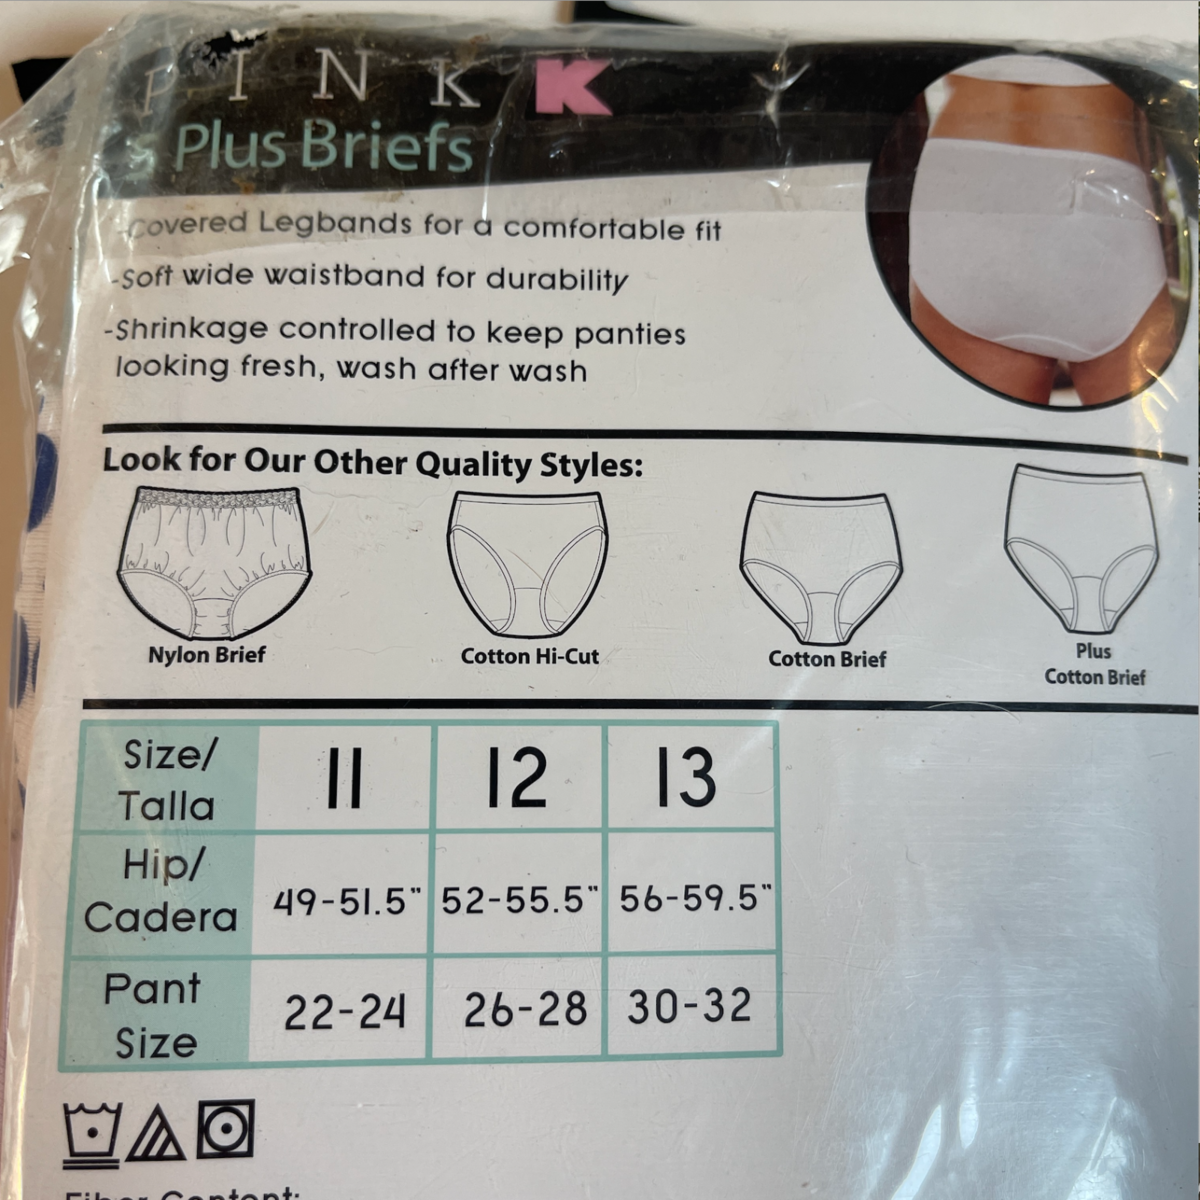 P I N K K
s Plus Briefs
-Covered Legbands for a comfortable fit
-Soft wide waistband for durability
-Shrinkage controlled to keep panties
looking fresh, wash after wash
Look for Our Other Quality Styles:
Nylon Brief
Cotton Hi-Cut
Cotton Brief
Plus
Cotton Brief
Size/
Talla
11 12 13
Hip/
Cadera
49-51.5" 52-55.5" 56-59.5"
Pant
Size
22-24 26-28 30-32
Fiber Content: